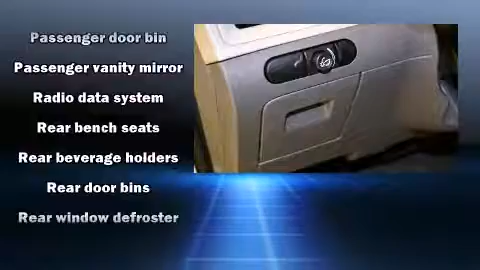 Passenger door bin
Passenger vanity mirror
Radio data system
Rear bench seats
Rear beverage holders
Rear door bins
Rear window defroster